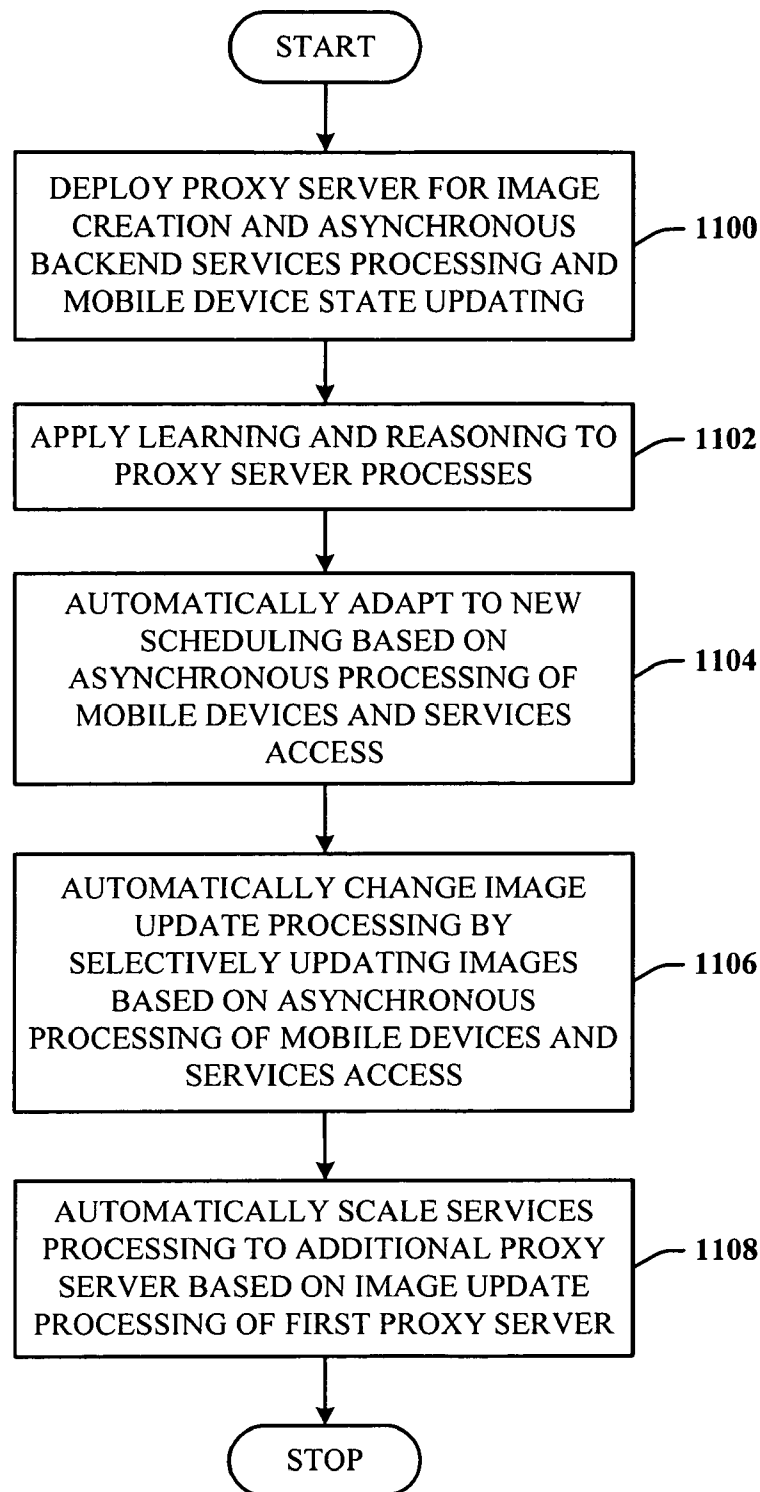 START
DEPLOY PROXY SERVER FOR IMAGE
CREATION AND ASYNCHRONOUS
BACKEND SERVICES PROCESSING AND
MOBILE DEVICE STATE UPDATING
1100
APPLY LEARNING AND REASONING TO
PROXY SERVER PROCESSES
1102
AUTOMATICALLY ADAPT TO NEW
SCHEDULING BASED ON
ASYNCHRONOUS PROCESSING OF
MOBILE DEVICES AND SERVICES
ACCESS
1104
AUTOMATICALLY CHANGE IMAGE
UPDATE PROCESSING BY
SELECTIVELY UPDATING IMAGES
BASED ON ASYNCHRONOUS
PROCESSING OF MOBILE DEVICES AND
SERVICES ACCESS
1106
AUTOMATICALLY SCALE SERVICES
PROCESSING TO ADDITIONAL PROXY
SERVER BASED ON IMAGE UPDATE
PROCESSING OF FIRST PROXY SERVER
1108
STOP